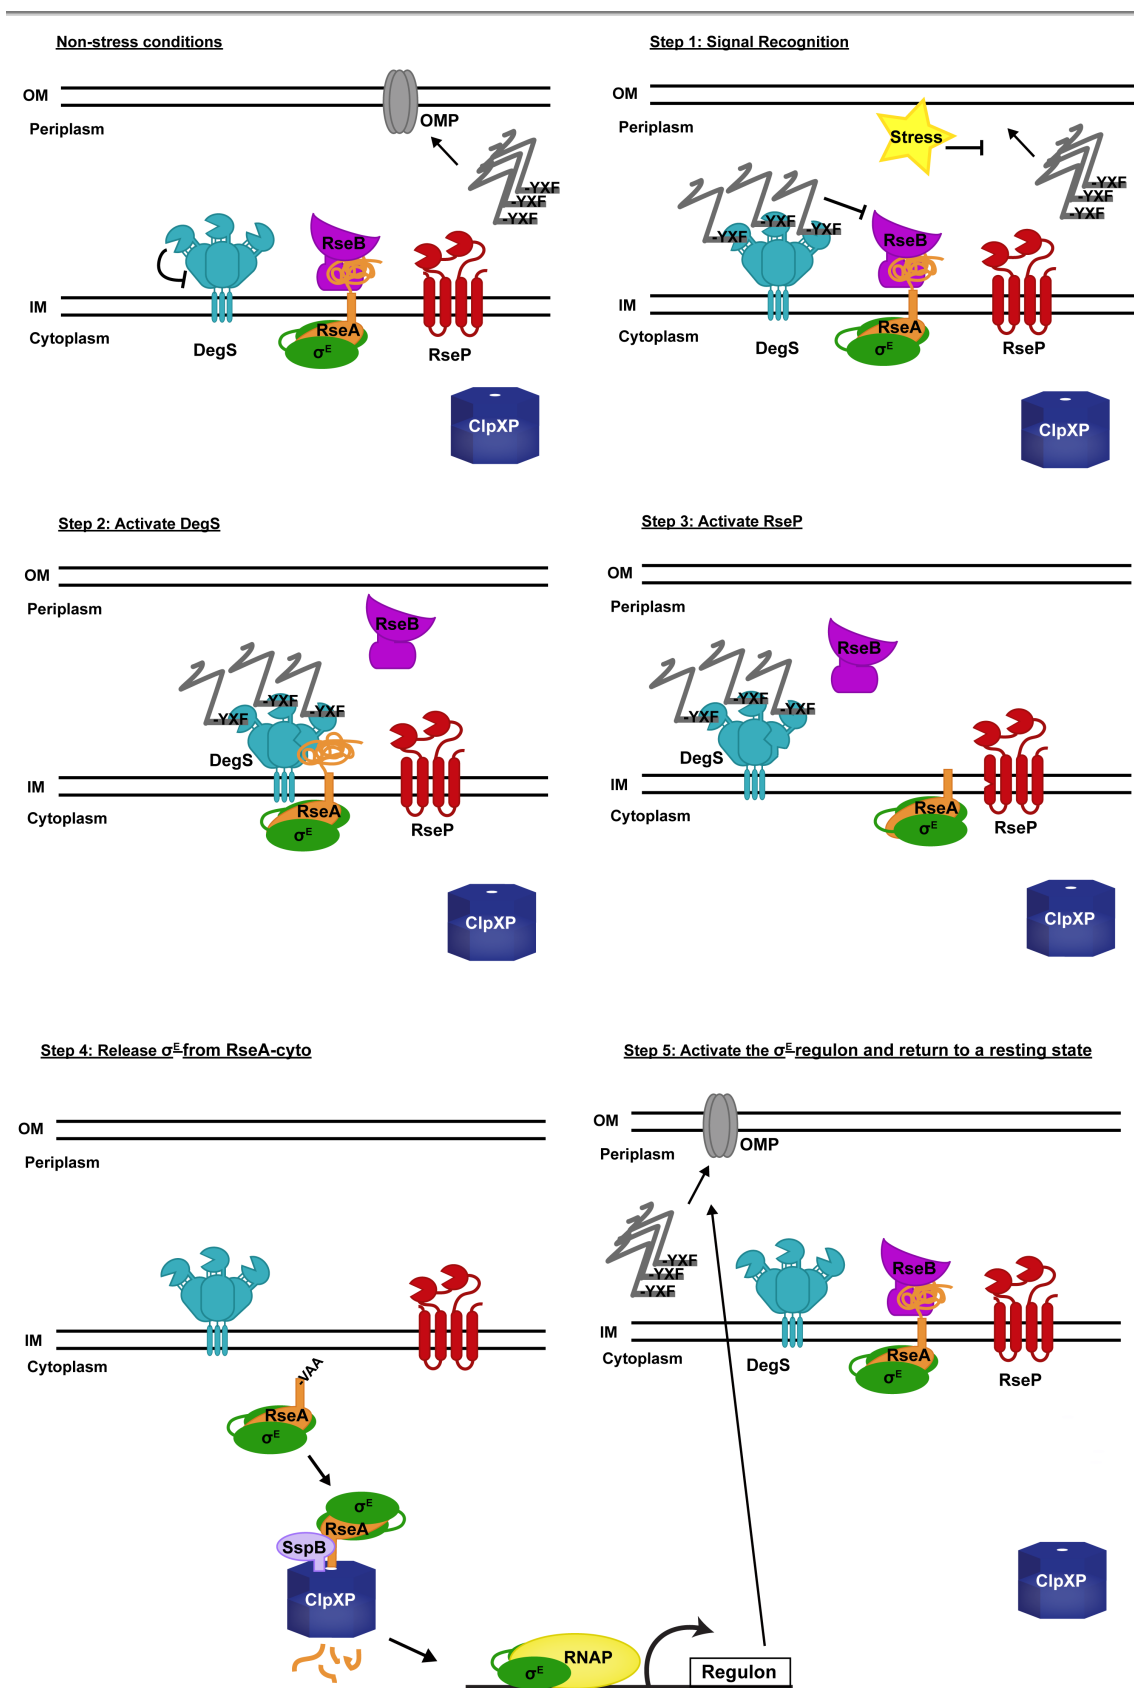 Non-stress conditions
OM
Periplasm
OMP
-YXF
-YXF
-YXF
RseB
IM
Cytoplasm
RseA
σE
DegS
RseP
ClpXP
Step 1: Signal Recognition
OM
Periplasm
Stress
-YXF
-YXF
-YXF
-YXF
-YXF
-YXF
RseB
IM
Cytoplasm
RseA
σE
DegS
RseP
ClpXP
Step 2: Activate DegS
OM
Periplasm
RseB
-YXF
-YXF
-YXF
DegS
IM
Cytoplasm
RseA
σE
RseP
ClpXP
Step 3: Activate RseP
OM
Periplasm
RseB
-YXF
-YXF
-YXF
DegS
IM
Cytoplasm
RseA
σE
RseP
ClpXP
Step 4: Release σE from RseA-cyto
OM
Periplasm
IM
Cytoplasm
-VAA
RseA
σE
σE
RseA
SspB
ClpXP
Step 5: Activate the σE regulon and return to a resting state
OM
Periplasm
OMP
-YXF
-YXF
-YXF
RseB
IM
Cytoplasm
RseA
σE
DegS
RseP
ClpXP
RNAP
σE
Regulon